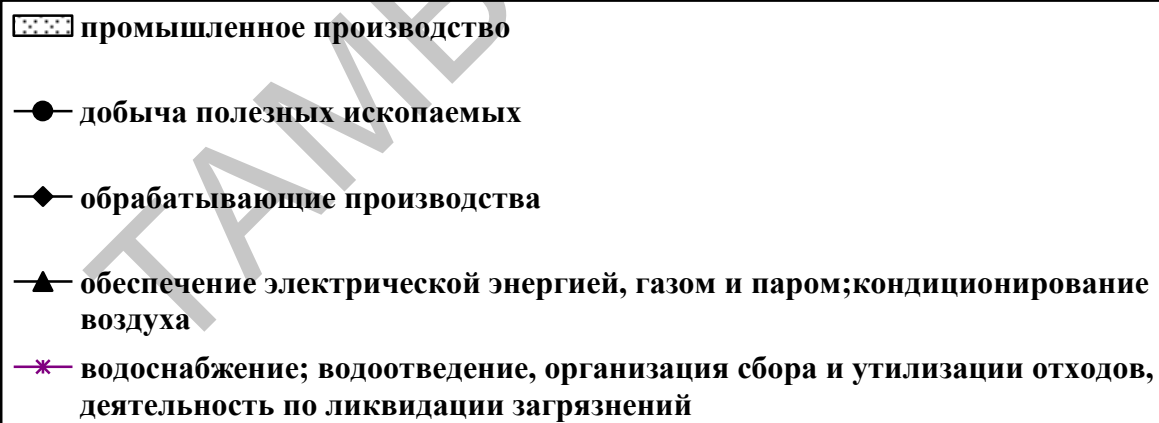 промышленное производство
добыча полезных ископаемых
обрабатывающие производства
обеспечение электрической энергией, газом и паром;кондиционирование
воздуха
водоснабжение; водоотведение, организация сбора и утилизации отходов,
деятельность по ликвидации загрязнений